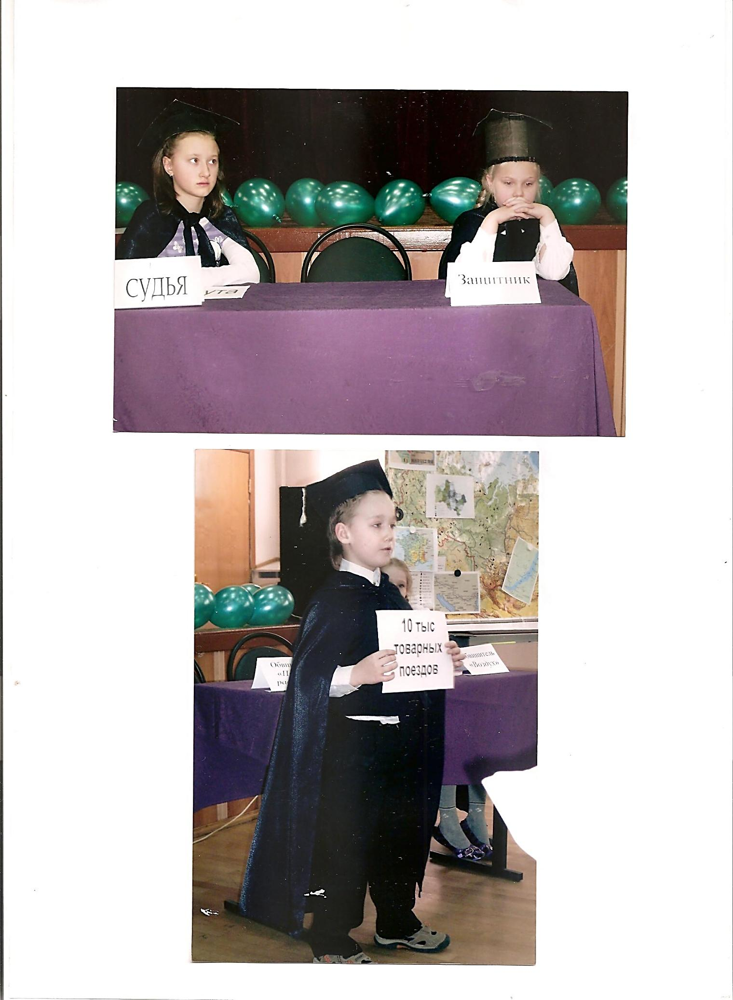 СУДЬЯ
Защитник
10 тыс
товарных
поездов
«Воздух»